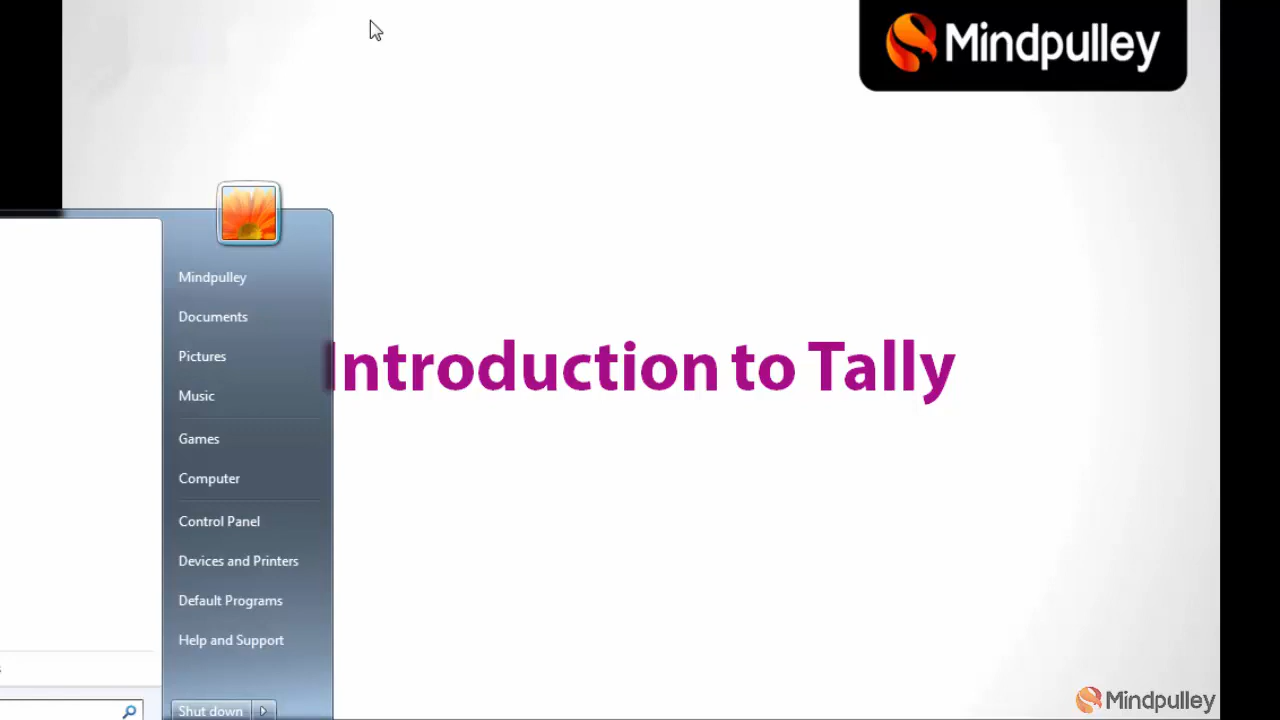 Mindpulley
Mindpulley
Documents
Pictures
Introduction to Tally
Music
Games
Computer
Control Panel
Devices and Printers
Default Programs
Help and Support
Shut down
Mindpulley